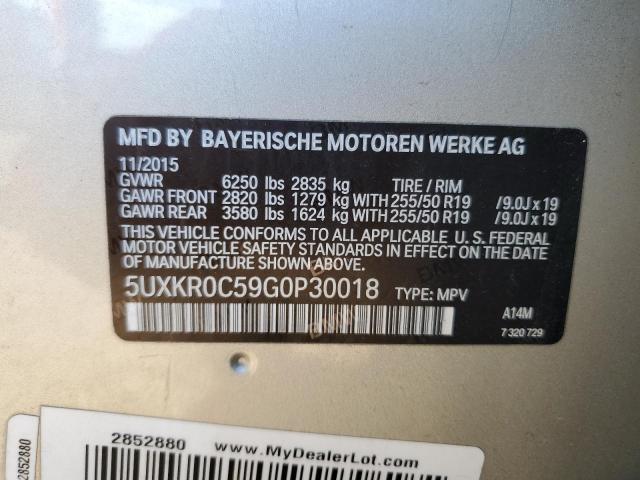 MFD BY BAYERISCHE MOTOREN WERKE AG
11/2015
GVWR 6250 lbs 2835 kg TIRE / RIM
GAWR FRONT 2820 lbs 1279 kg WITH 255/50 R19 /9.0J x 19
GAWR REAR 3580 lbs 1624 kg WITH 255/50 R19 /9.0J x 19
THIS VEHICLE CONFORMS TO ALL APPLICABLE U.S. FEDERAL
MOTOR VEHICLE SAFETY STANDARDS IN EFFECT ON THE
DATE OF MANUFACTURE SHOWN ABOVE.
5UXKR0C59G0P30018 TYPE: MPV
A14M
7 320 729
2852880 www.MyDealerLot.com
2852880